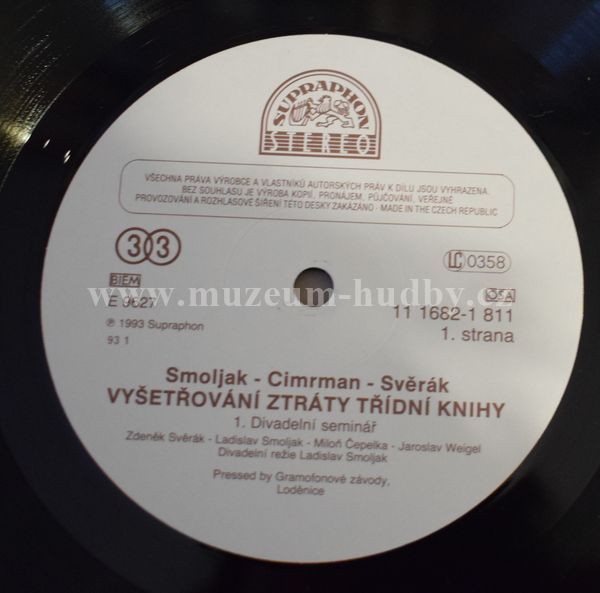 SUPRAPHON
STEREO
VŠECHNA PRÁVA VÝROBCE A VLASTNÍKŮ AUTORSKÝCH PRÁV K DÍLU JSOU VYHRAZENA.
BEZ SOUHLASU JE VÝROBA KOPIÍ, PRONÁJEM, PŮJČOVÁNÍ, VEŘEJNÉ
PROVOZOVÁNÍ A ROZHLASOVÉ ŠÍŘENÍ TÉTO DESKY ZAKÁZÁNO · MADE IN THE CZECH REPUBLIC
33
LC 0358
BIEM
OSA
www.muzeum-hudby.cz
E 9627
11 1682-1 811
℗ 1993 Supraphon
1. strana
93 1
Smoljak - Cimrman - Svěrák
VYŠETŘOVÁNÍ ZTRÁTY TŘÍDNÍ KNIHY
1. Divadelní seminář
Zdeněk Svěrák - Ladislav Smoljak - Miloň Čepelka - Jaroslav Weigel
Divadelní režie Ladislav Smoljak
Pressed by Gramofonové závody,
Loděnice